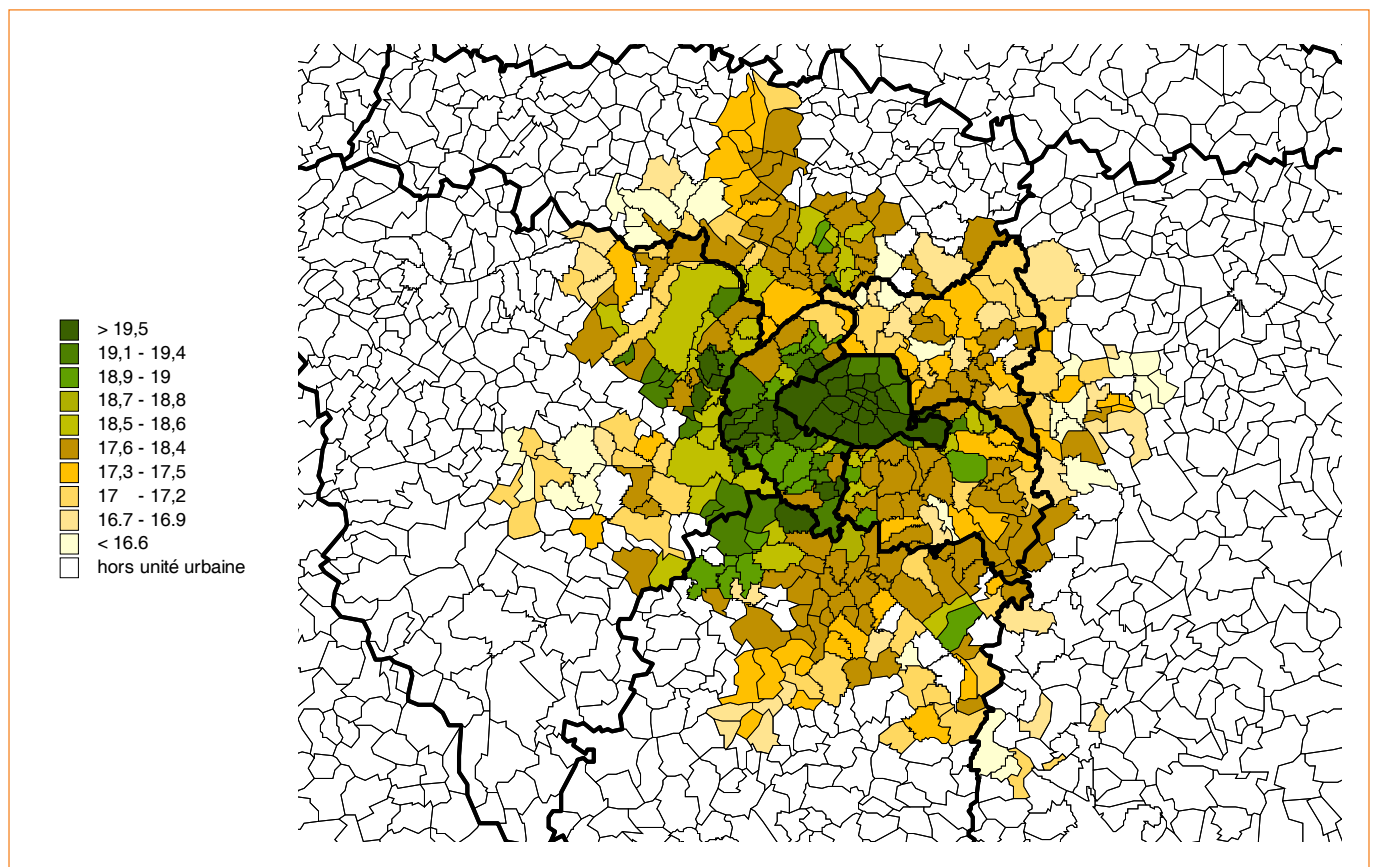 > 19,5
19,1 - 19,4
18,9 - 19
18,7 - 18,8
18,5 - 18,6
17,6 - 18,4
17,3 - 17,5
17 - 17,2
16.7 - 16.9
< 16.6
hors unité urbaine